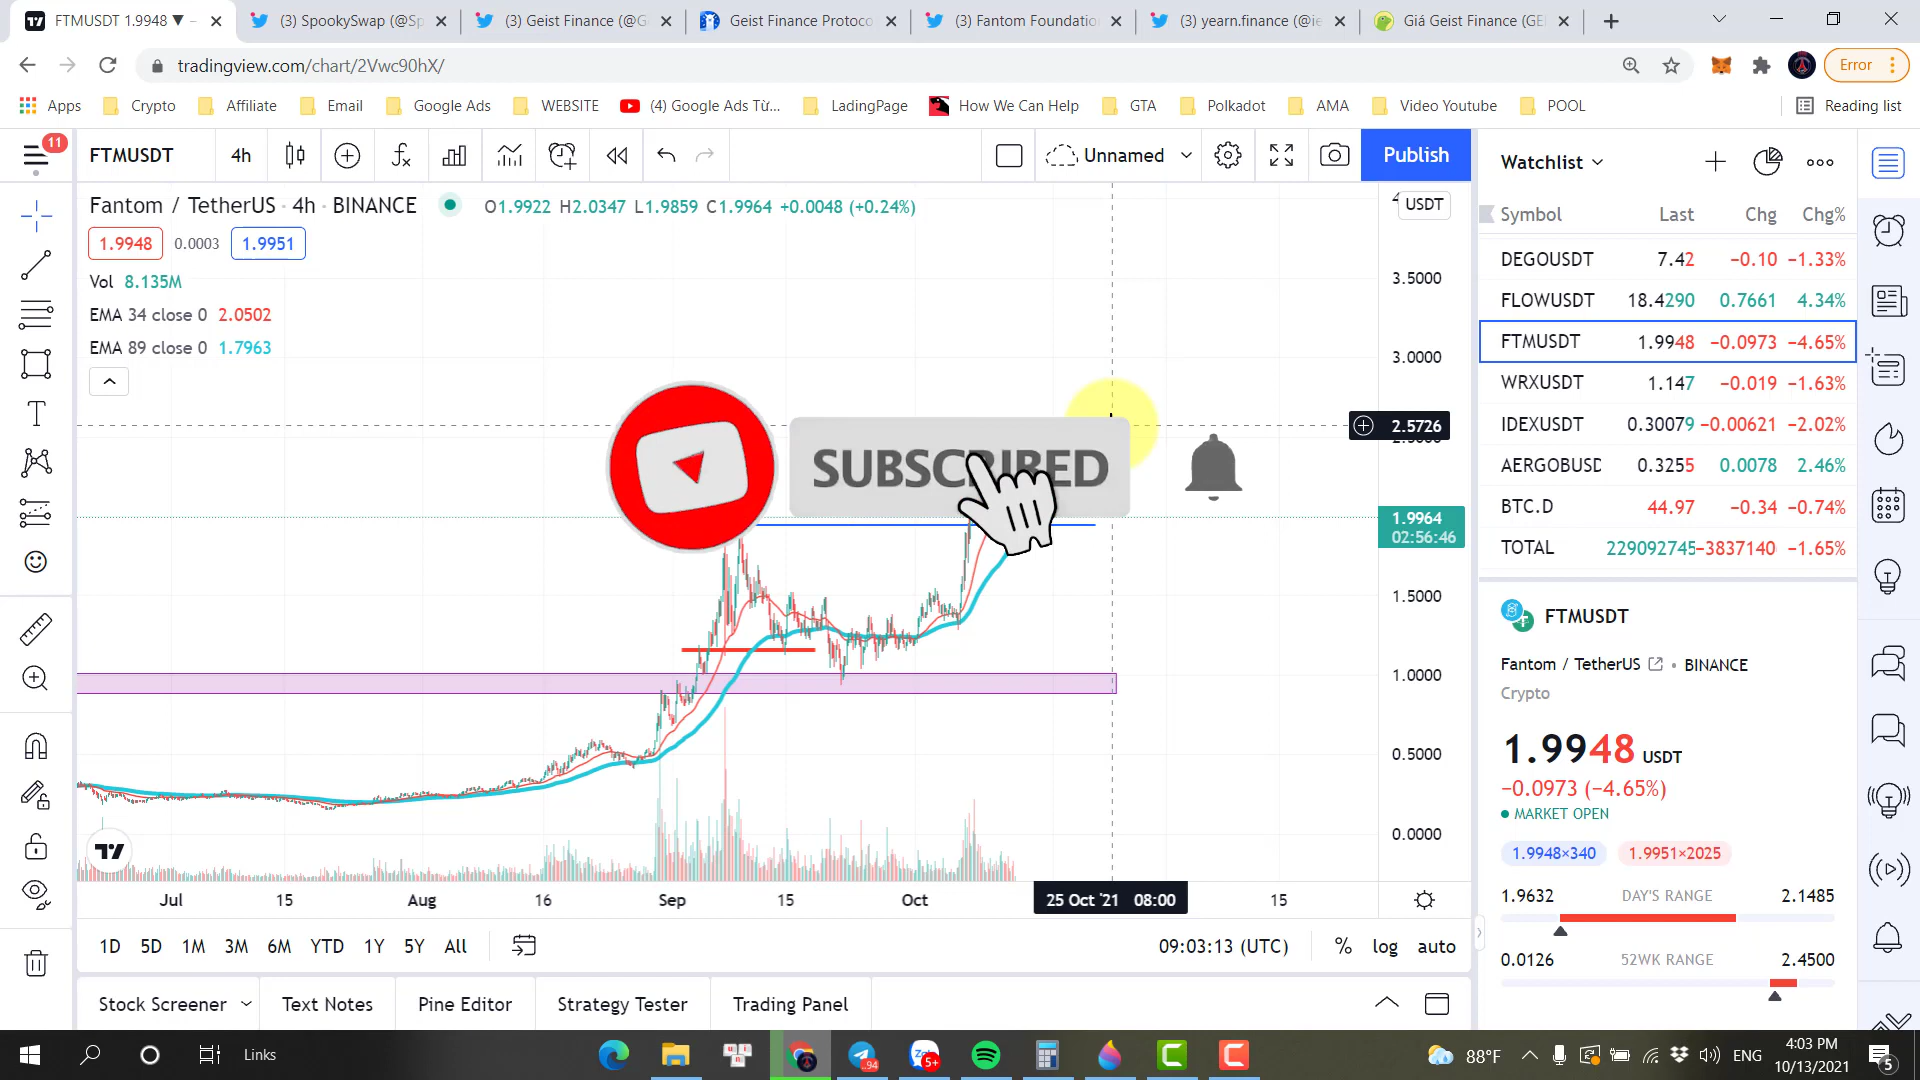 FTMUSDT 1.9948 ▼ −
(3) SpookySwap (@Sp
(3) Geist Finance (@G
Geist Finance Protoco
(3) Fantom Foundatio
(3) yearn.finance (@ie
Giá Geist Finance (GEI
tradingview.com/chart/2Vwc90hX/
Error
Apps
Crypto
Affiliate
Email
Google Ads
WEBSITE
(4) Google Ads Từ...
LadingPage
How We Can Help
GTA
Polkadot
AMA
Video Youtube
POOL
Reading list
11
FTMUSDT
4h
Unnamed
Publish
Watchlist
Fantom / TetherUS · 4h · BINANCE
O1.9922 H2.0347 L1.9859 C1.9964 +0.0048 (+0.24%)
USDT
1.9948 0.0003 1.9951
Vol 8.135M
EMA 34 close 0 2.0502
EMA 89 close 0 1.7963
3.5000
3.0000
2.5726
1.9964
02:56:46
1.5000
1.0000
0.5000
0.0000
SUBSCRIBED
Symbol Last Chg Chg%
DEGOUSDT 7.42 −0.10 −1.33%
FLOWUSDT 18.4290 0.7661 4.34%
FTMUSDT 1.9948 −0.0973 −4.65%
WRXUSDT 1.147 −0.019 −1.63%
IDEXUSDT 0.30079 −0.00621 −2.02%
AERGOBUSD 0.3255 0.0078 2.46%
BTC.D 44.97 −0.34 −0.74%
TOTAL 229092745 −3837140 −1.65%
FTMUSDT
Fantom / TetherUS • BINANCE
Crypto
1.9948 USDT
−0.0973 (−4.65%)
MARKET OPEN
1.9948×340 1.9951×2025
1.9632 DAY'S RANGE 2.1485
0.0126 52WK RANGE 2.4500
Jul 15 Aug 16 Sep 15 Oct 25 Oct '21 08:00 15
1D 5D 1M 3M 6M YTD 1Y 5Y All
09:03:13 (UTC) % log auto
Stock Screener
Text Notes
Pine Editor
Strategy Tester
Trading Panel
Links
94
5+
88°F
ENG
4:03 PM
10/13/2021
5